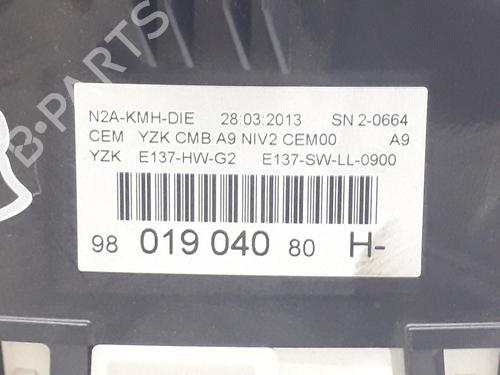 N2A-KMH-DIE 28:03:2013 SN 2-0664
CEM YZK CMB A9 NIV2 CEM00 A9
YZK E137-HW-G2 E137-SW-LL-0900
98 019 040 80 H-
B-PARTS